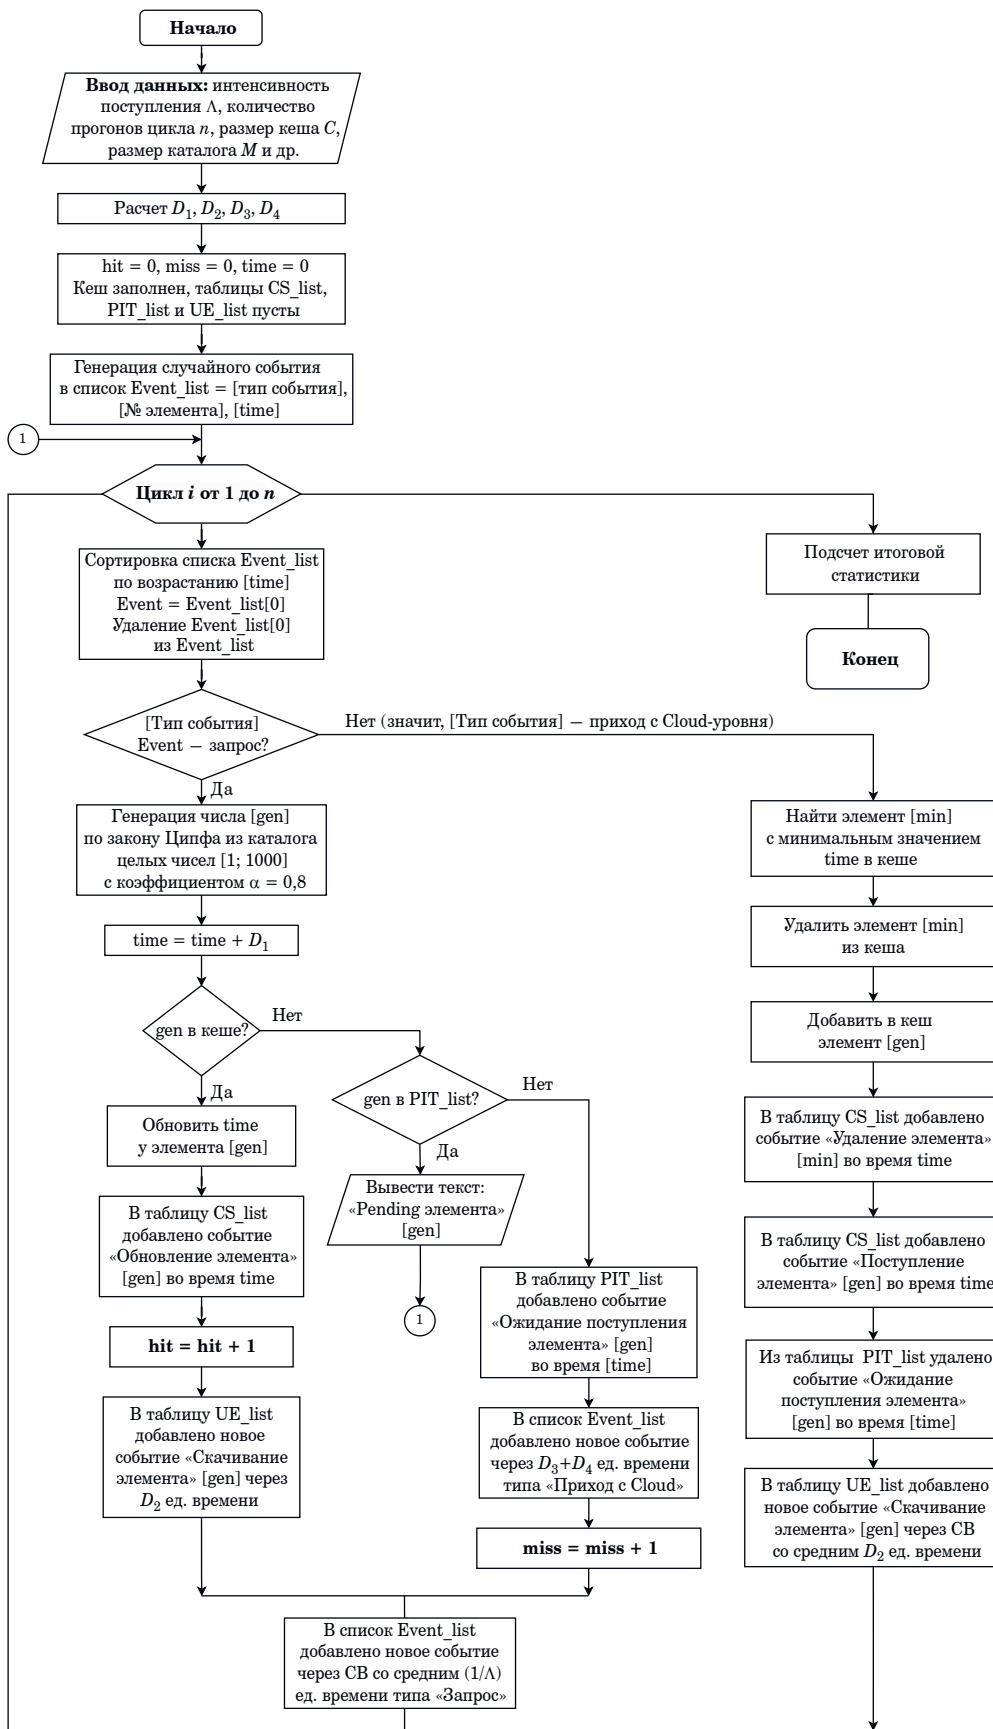 Начало
Ввод данных: интенсивность
поступления Λ, количество
прогонов цикла n, размер кеша C,
размер каталога M и др.
Расчет D₁, D₂, D₃, D₄
hit = 0, miss = 0, time = 0
Кеш заполнен, таблицы CS_list,
PIT_list и UE_list пусты
Генерация случайного события
в список Event_list = [тип события],
[№ элемента], [time]
1
Цикл i от 1 до n
Сортировка списка Event_list
по возрастанию [time]
Event = Event_list[0]
Удаление Event_list[0]
из Event_list
Подсчет итоговой
статистики
Конец
[Тип события]
Event — запрос?
Нет (значит, [Тип события] — приход с Cloud-уровня)
Да
Генерация числа [gen]
по закону Ципфа из каталога
целых чисел [1; 1000]
с коэффициентом α = 0,8
time = time + D₁
gen в кеше?
Нет
Да
Обновить time
у элемента [gen]
В таблицу CS_list
добавлено событие
«Обновление элемента»
[gen] во время time
hit = hit + 1
В таблицу UE_list
добавлено новое
событие «Скачивание
элемента» [gen] через
D₂ ед. времени
gen в PIT_list?
Нет
Да
Вывести текст:
«Pending элемента»
[gen]
1
В таблицу PIT_list
добавлено событие
«Ожидание поступления
элемента» [gen]
во время [time]
В список Event_list
добавлено новое событие
через D₃+D₄ ед. времени
типа «Приход с Cloud»
miss = miss + 1
В список Event_list
добавлено новое событие
через СВ со средним (1/Λ)
ед. времени типа «Запрос»
Найти элемент [min]
с минимальным значением
time в кеше
Удалить элемент [min]
из кеша
Добавить в кеш
элемент [gen]
В таблицу CS_list добавлено
событие «Удаление элемента»
[min] во время time
В таблицу CS_list добавлено
событие «Поступление
элемента» [gen] во время time
Из таблицы PIT_list удалено
событие «Ожидание
поступления элемента»
[gen] во время [time]
В таблицу UE_list добавлено
новое событие «Скачивание
элемента» [gen] через СВ
со средним D₂ ед. времени